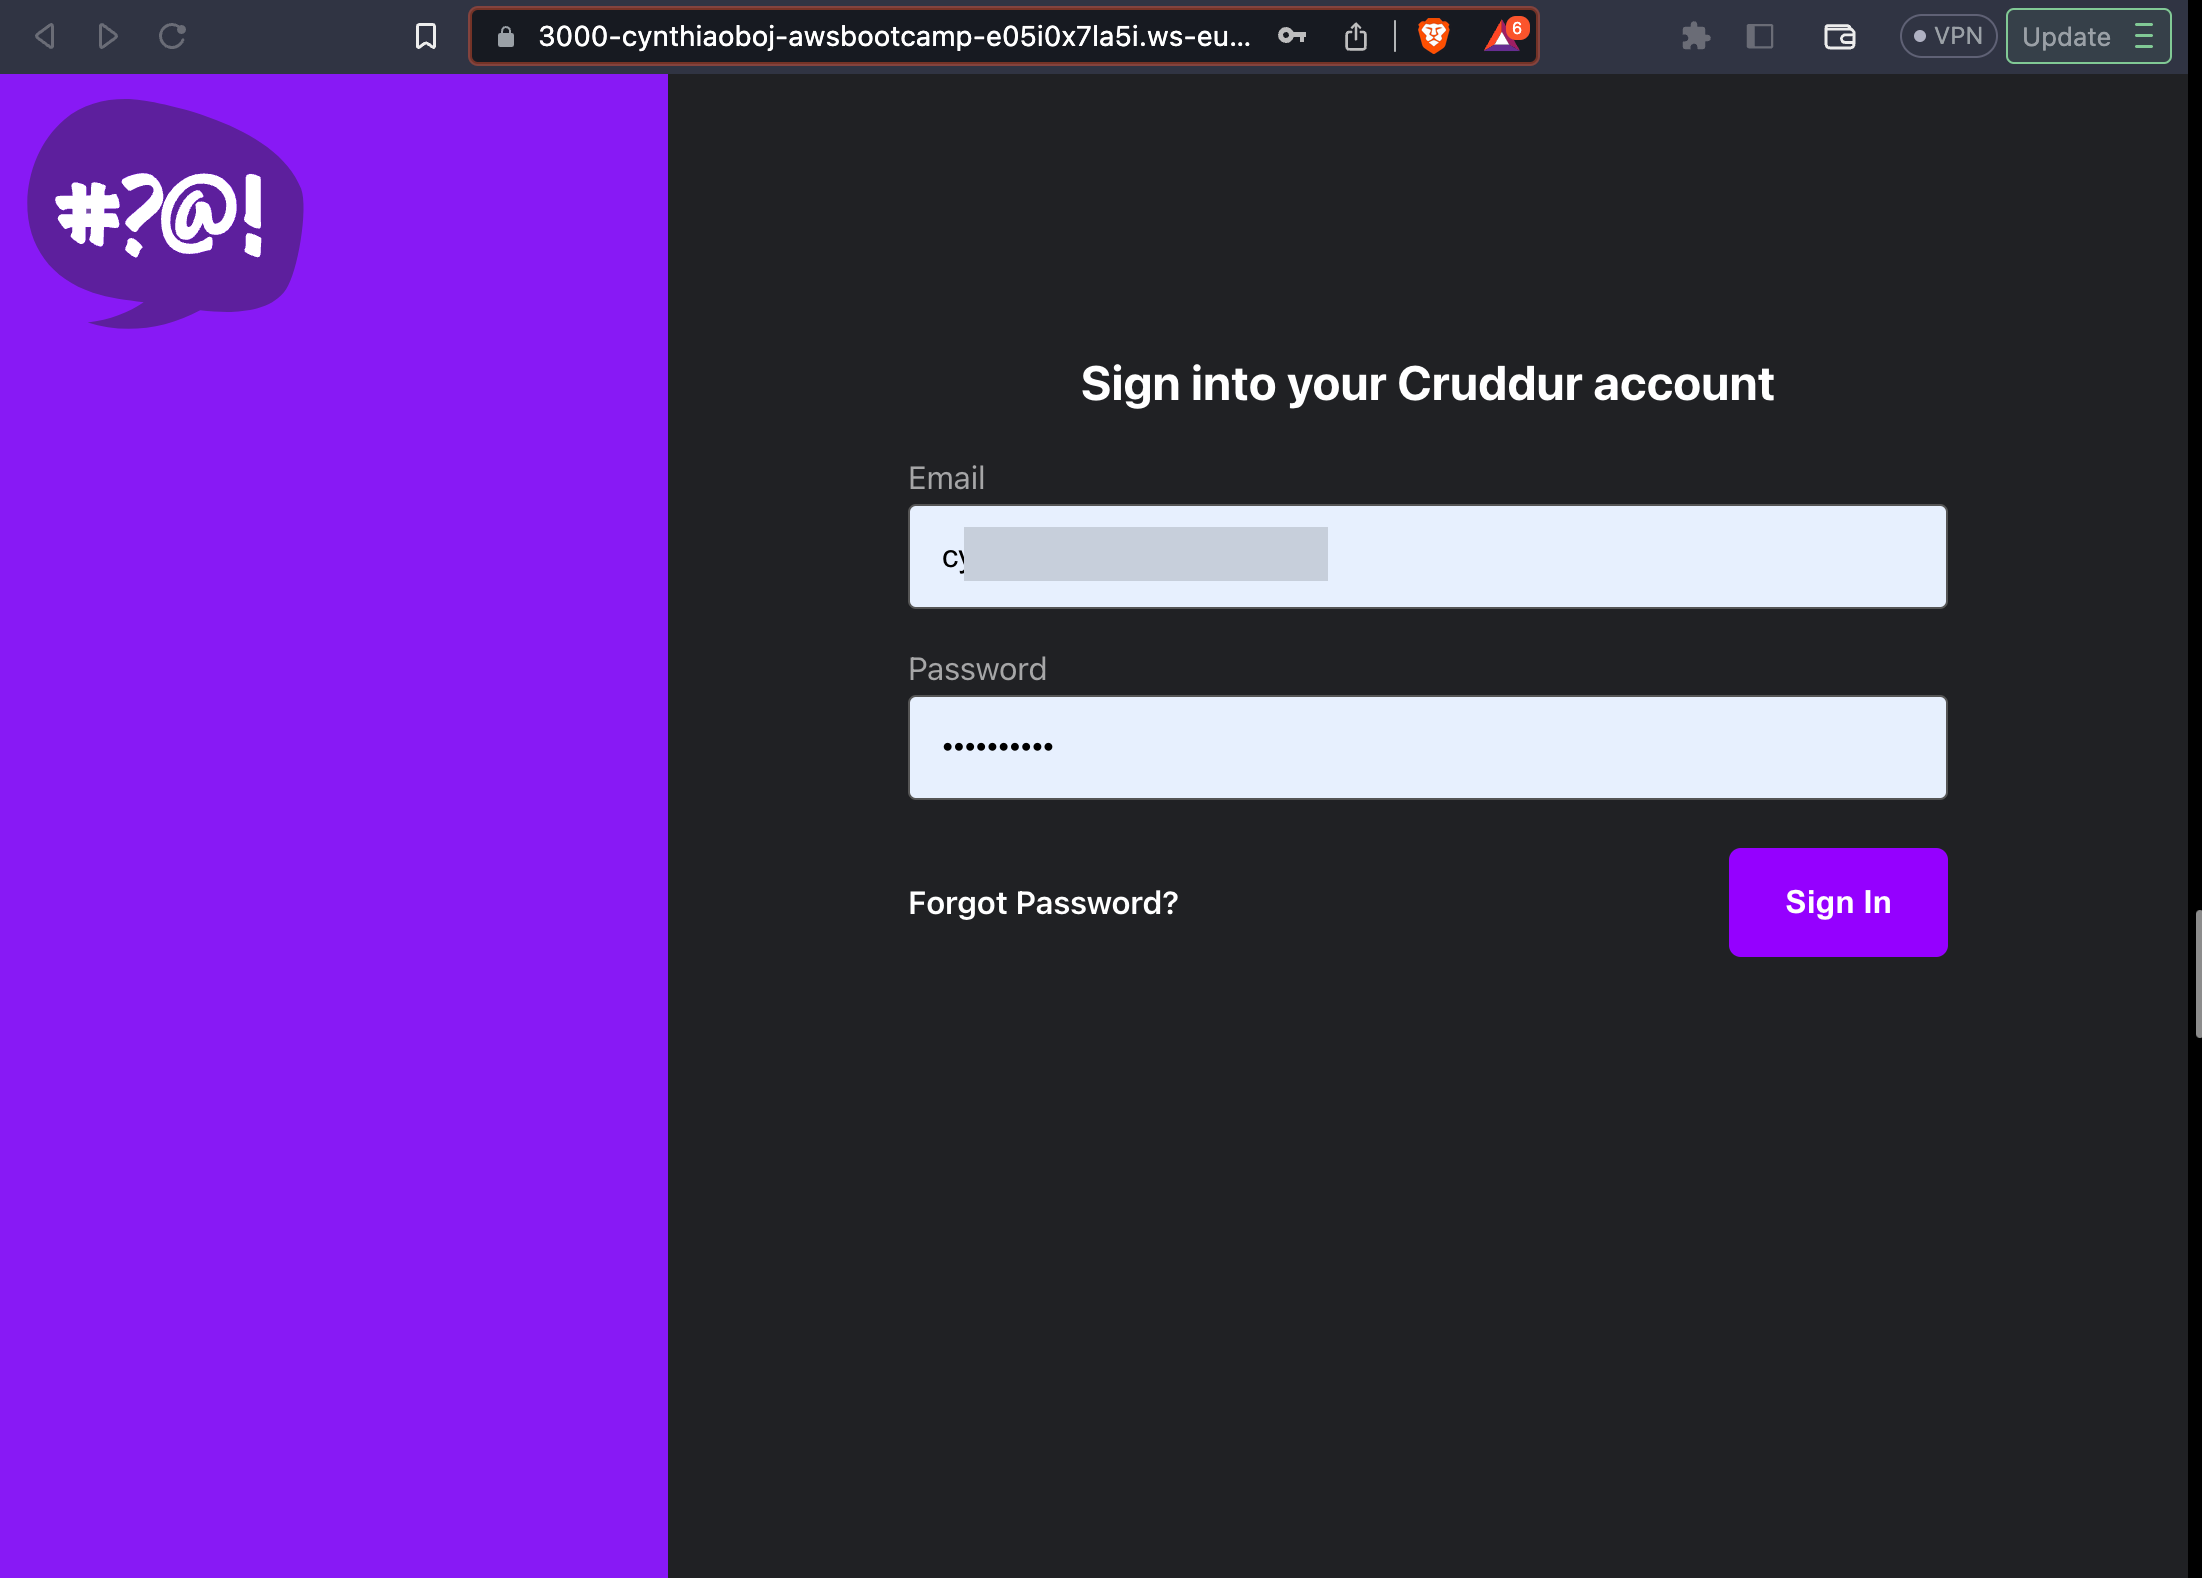 3000-cynthiaoboj-awsbootcamp-e05i0x7la5i.ws-eu...
6
VPN
Update
#?@!
Sign into your Cruddur account
Email
cy
Password
••••••••••
Forgot Password?
Sign In